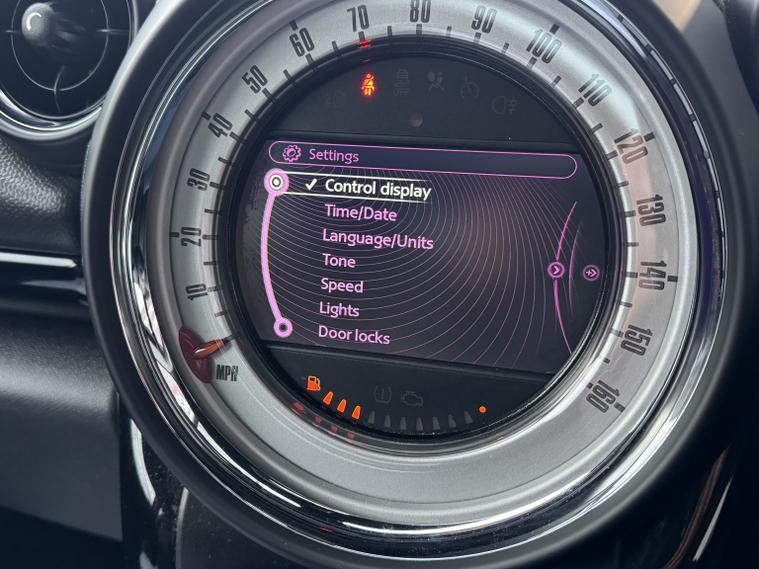 70
80
90
60
100
50
110
40
120
30
130
20
140
10
150
160
MPH
Settings
✓ Control display
Time/Date
Language/Units
Tone
Speed
Lights
Door locks